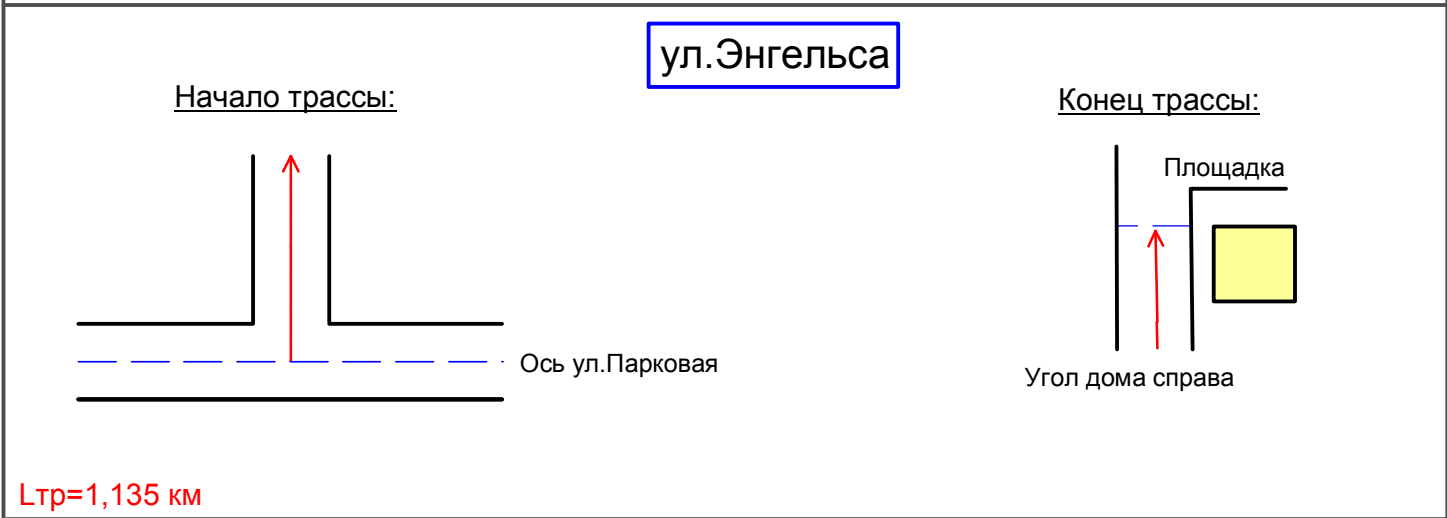 ул.Энгельса
Начало трассы:
Конец трассы:
Площадка
Ось ул.Парковая
Угол дома справа
Lтр=1,135 км